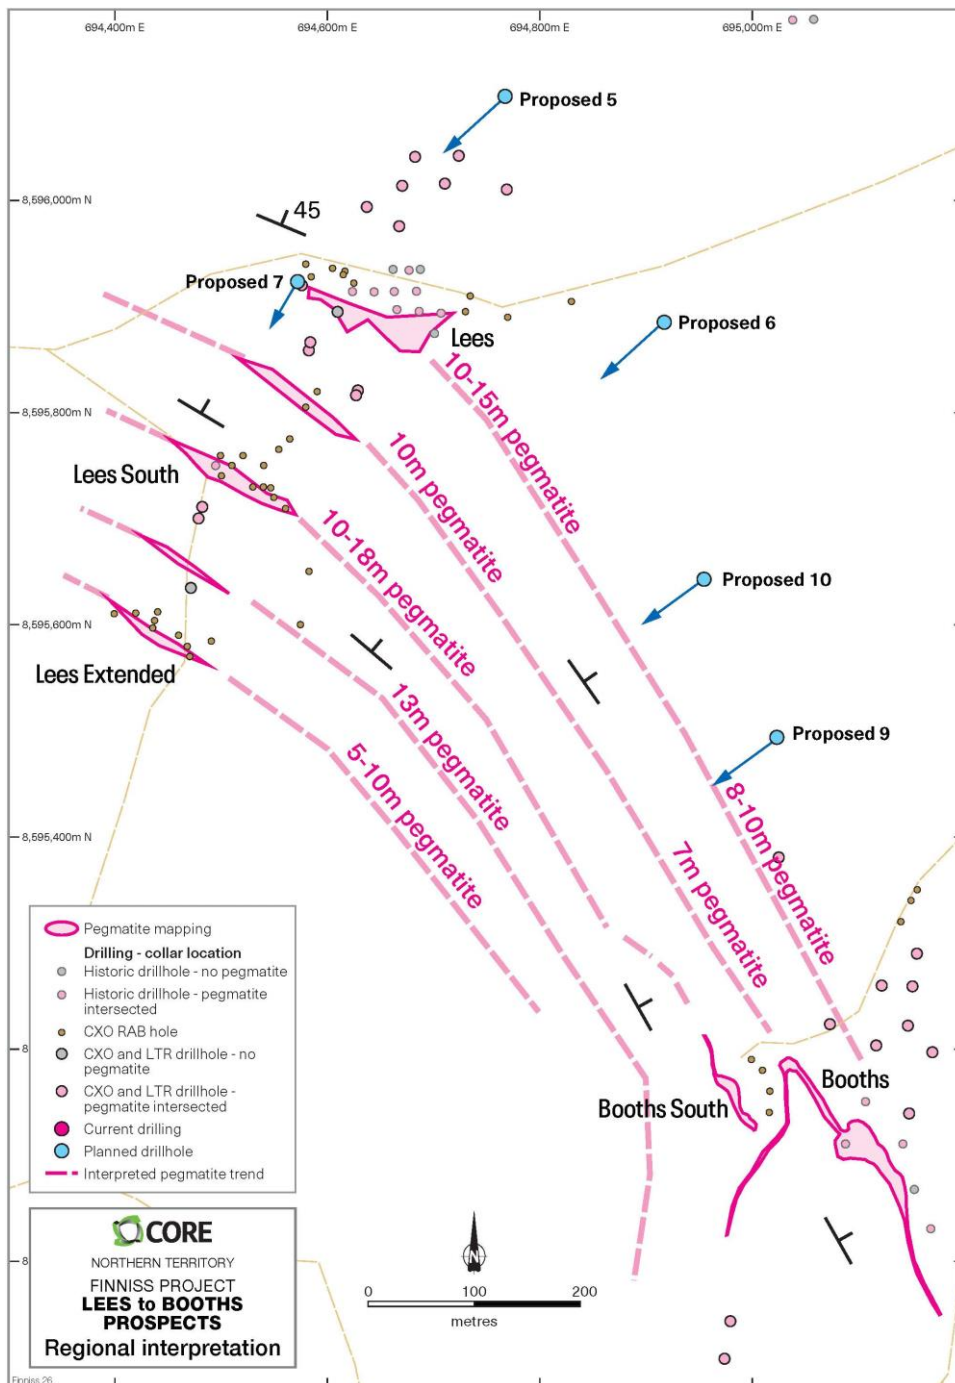 694,400m E
694,600m E
694,800m E
695,000m E
Proposed 5
8,596,000m N
45
Proposed 7
Proposed 6
Lees
10-15m pegmatite
8,595,800m N
10m pegmatite
Lees South
10-18m pegmatite
Proposed 10
8,595,600m N
Lees Extended
13m pegmatite
Proposed 9
5-10m pegmatite
8-10m pegmatite
8,595,400m N
7m pegmatite
Pegmatite mapping
Drilling - collar location
Historic drillhole - no pegmatite
Historic drillhole - pegmatite
intersected
CXO RAB hole
CXO and LTR drillhole - no
pegmatite
CXO and LTR drillhole -
pegmatite intersected
Current drilling
Planned drillhole
Interpreted pegmatite trend
8
Booths
Booths South
8
CORE
NORTHERN TERRITORY
FINNISS PROJECT
LEES to BOOTHS
PROSPECTS
Regional interpretation
N
0 100 200
metres
Finniss 26